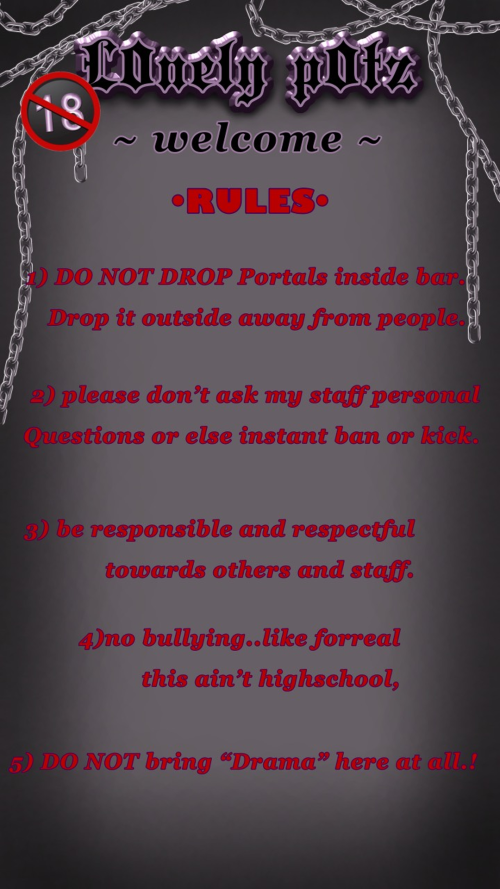 LOnely pOtz
18
~ welcome ~
•RULES•
1) DO NOT DROP Portals inside bar.
Drop it outside away from people.
2) please don't ask my staff personal
Questions or else instant ban or kick.
3) be responsible and respectful
towards others and staff.
4)no bullying..like forreal
this ain't highschool,
5) DO NOT bring “Drama” here at all.!